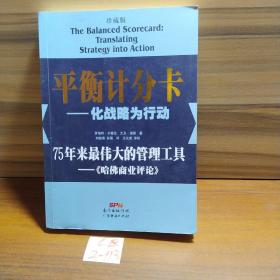 珍藏版
The Balanced Scorecard:
Translating
Strategy into Action
平衡计分卡
——化战略为行动
75年来最伟大的管理工具
——《哈佛商业评论》